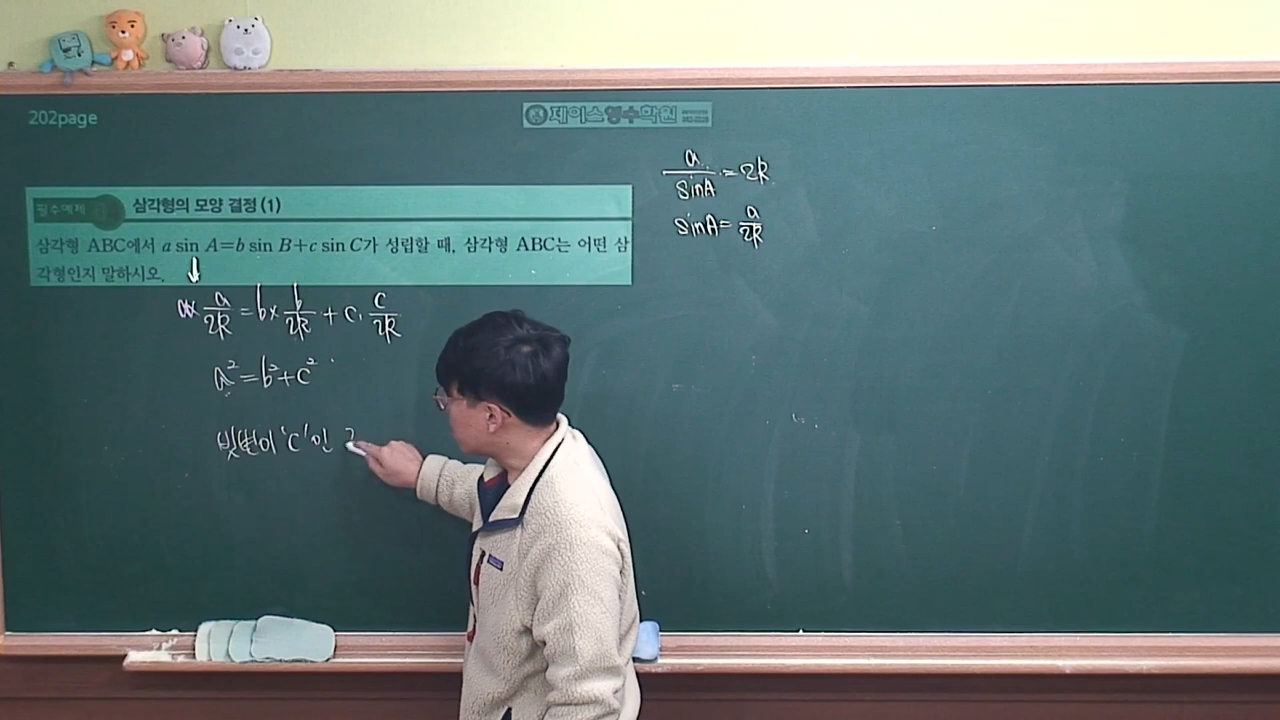 202page
제이스영수학원
필수예제
삼각형의 모양 결정 (1)
삼각형 ABC에서 a sin A=b sin B+c sin C가 성립할 때, 삼각형 ABC는 어떤 삼
각형인지 말하시오.
a× a/2R = b× b/2R + c· c/2R
a²=b²+c²
빗변이 'c'인
a/sinA = 2R
sinA = a/2R